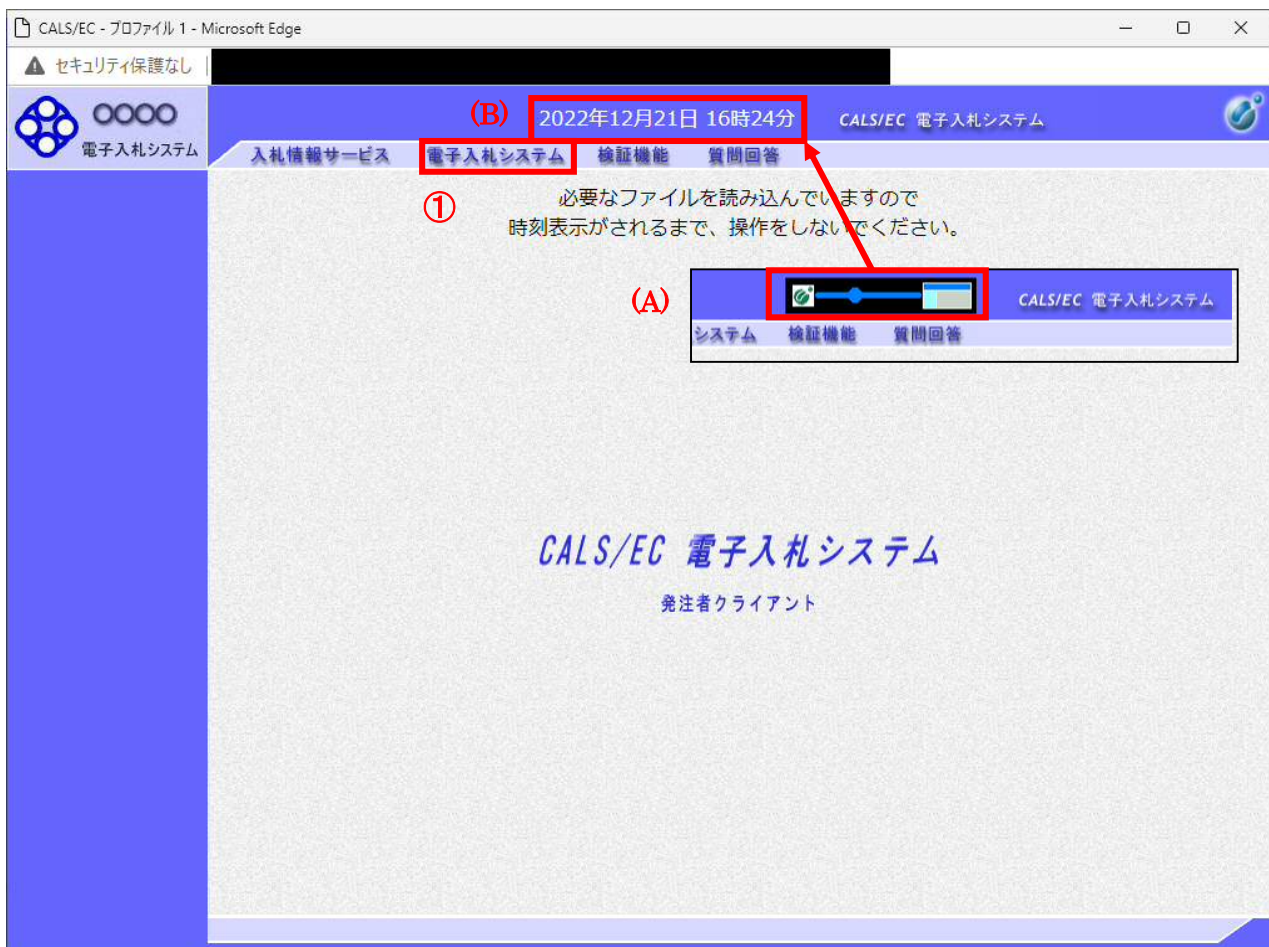 CALS/EC - プロファイル 1 - Microsoft Edge
セキュリティ保護なし
○○○○
電子入札システム
(B)
2022年12月21日 16時24分
CALS/EC 電子入札システム
入札情報サービス 電子入札システム 検証機能 質問回答
①
必要なファイルを読み込んでいますので
時刻表示がされるまで、操作をしないでください。
(A)
CALS/EC 電子入札システム
システム 検証機能 質問回答
CALS/EC 電子入札システム
発注者クライアント